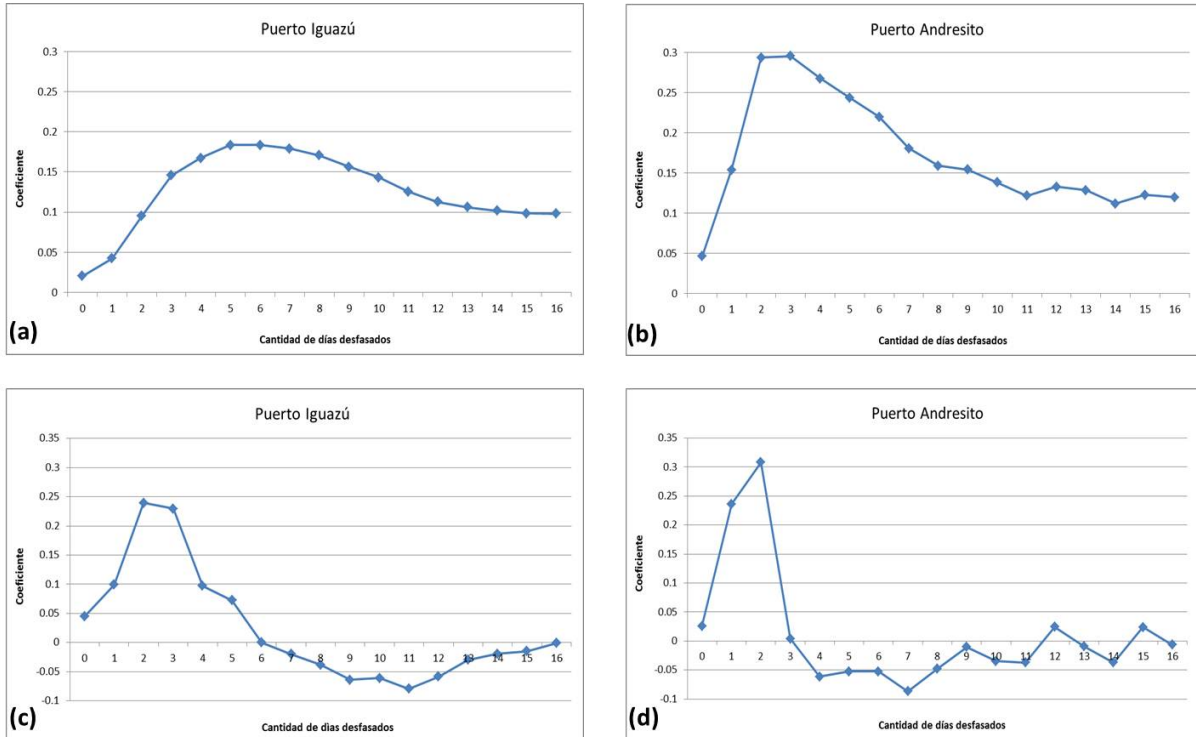 Puerto Iguazú
0.3
0.25
0.2
0.15
0.1
0.05
0
Coeficiente
0 1 2 3 4 5 6 7 8 9 10 11 12 13 14 15 16
Cantidad de días desfasados
(a)
Puerto Andresito
0.3
0.25
0.2
0.15
0.1
0.05
0
Coeficiente
0 1 2 3 4 5 6 7 8 9 10 11 12 13 14 15 16
Cantidad de días desfasados
(b)
Puerto Iguazú
0.35
0.3
0.25
0.2
0.15
0.1
0.05
0
-0.05
-0.1
Coeficiente
0 1 2 3 4 5 6 7 8 9 10 11 12 13 14 15 16
Cantidad de dìas desfasados
(c)
Puerto Andresito
0.35
0.3
0.25
0.2
0.15
0.1
0.05
0
-0.05
-0.1
Coeficiente
0 1 2 3 4 5 6 7 8 9 10 11 12 13 14 15 16
Cantidad de días desfasados
(d)